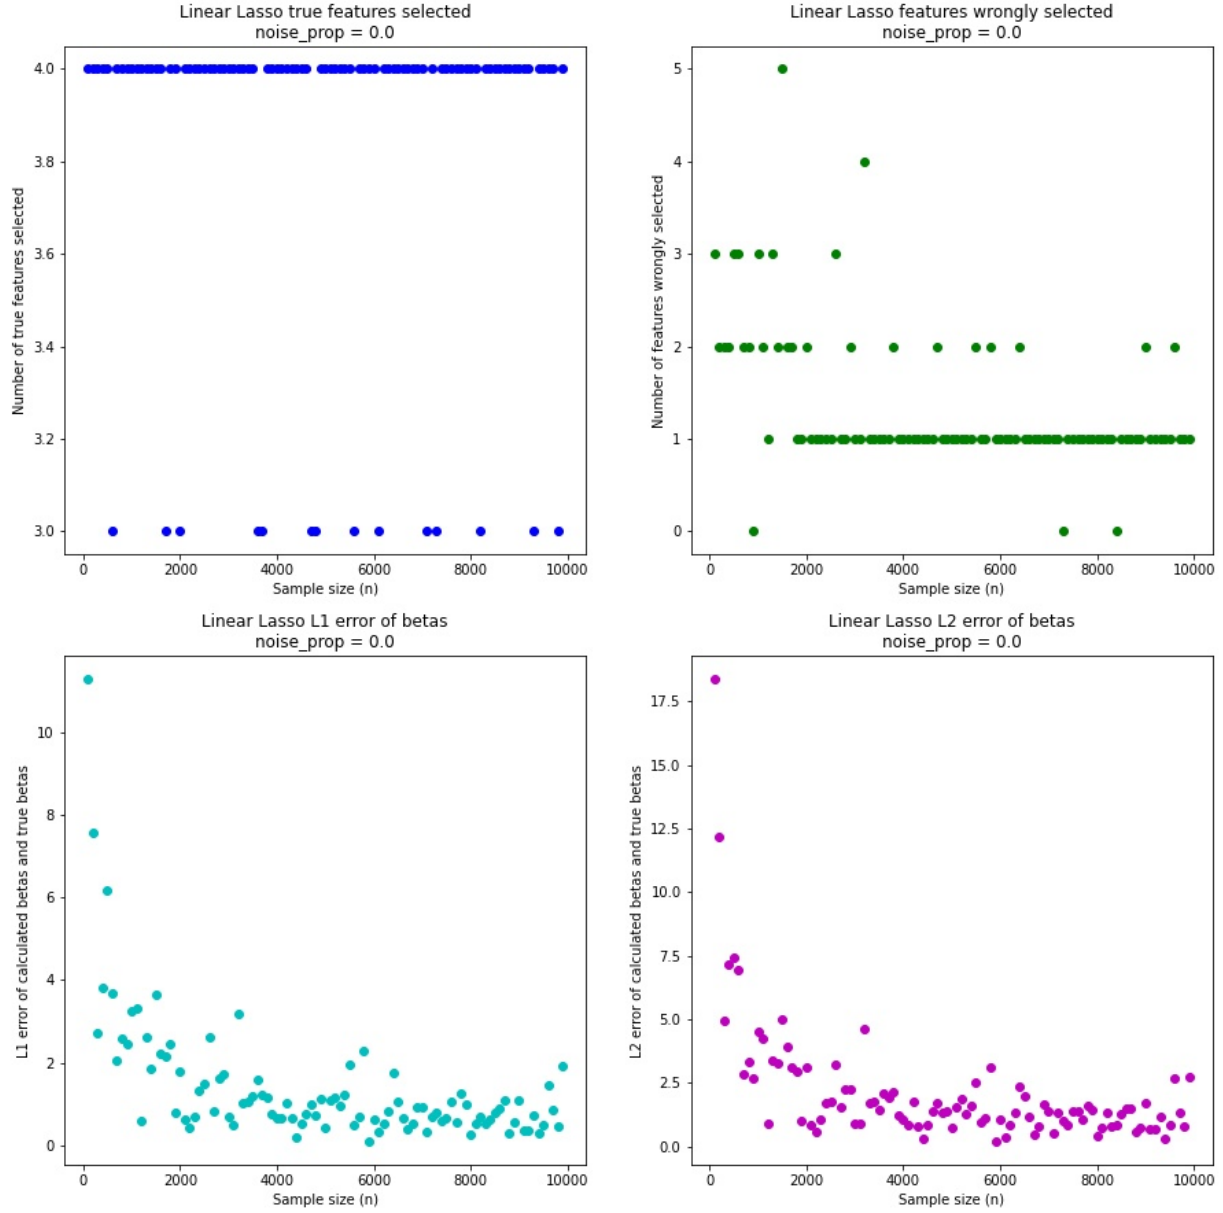 Linear Lasso true features selected
noise_prop = 0.0
Number of true features selected
4.0
3.8
3.6
3.4
3.2
3.0
0 2000 4000 6000 8000 10000
Sample size (n)
Linear Lasso features wrongly selected
noise_prop = 0.0
Number of features wrongly selected
5
4
3
2
1
0
0 2000 4000 6000 8000 10000
Sample size (n)
Linear Lasso L1 error of betas
noise_prop = 0.0
L1 error of calculated betas and true betas
10
8
6
4
2
0
0 2000 4000 6000 8000 10000
Sample size (n)
Linear Lasso L2 error of betas
noise_prop = 0.0
L2 error of calculated betas and true betas
17.5
15.0
12.5
10.0
7.5
5.0
2.5
0.0
0 2000 4000 6000 8000 10000
Sample size (n)